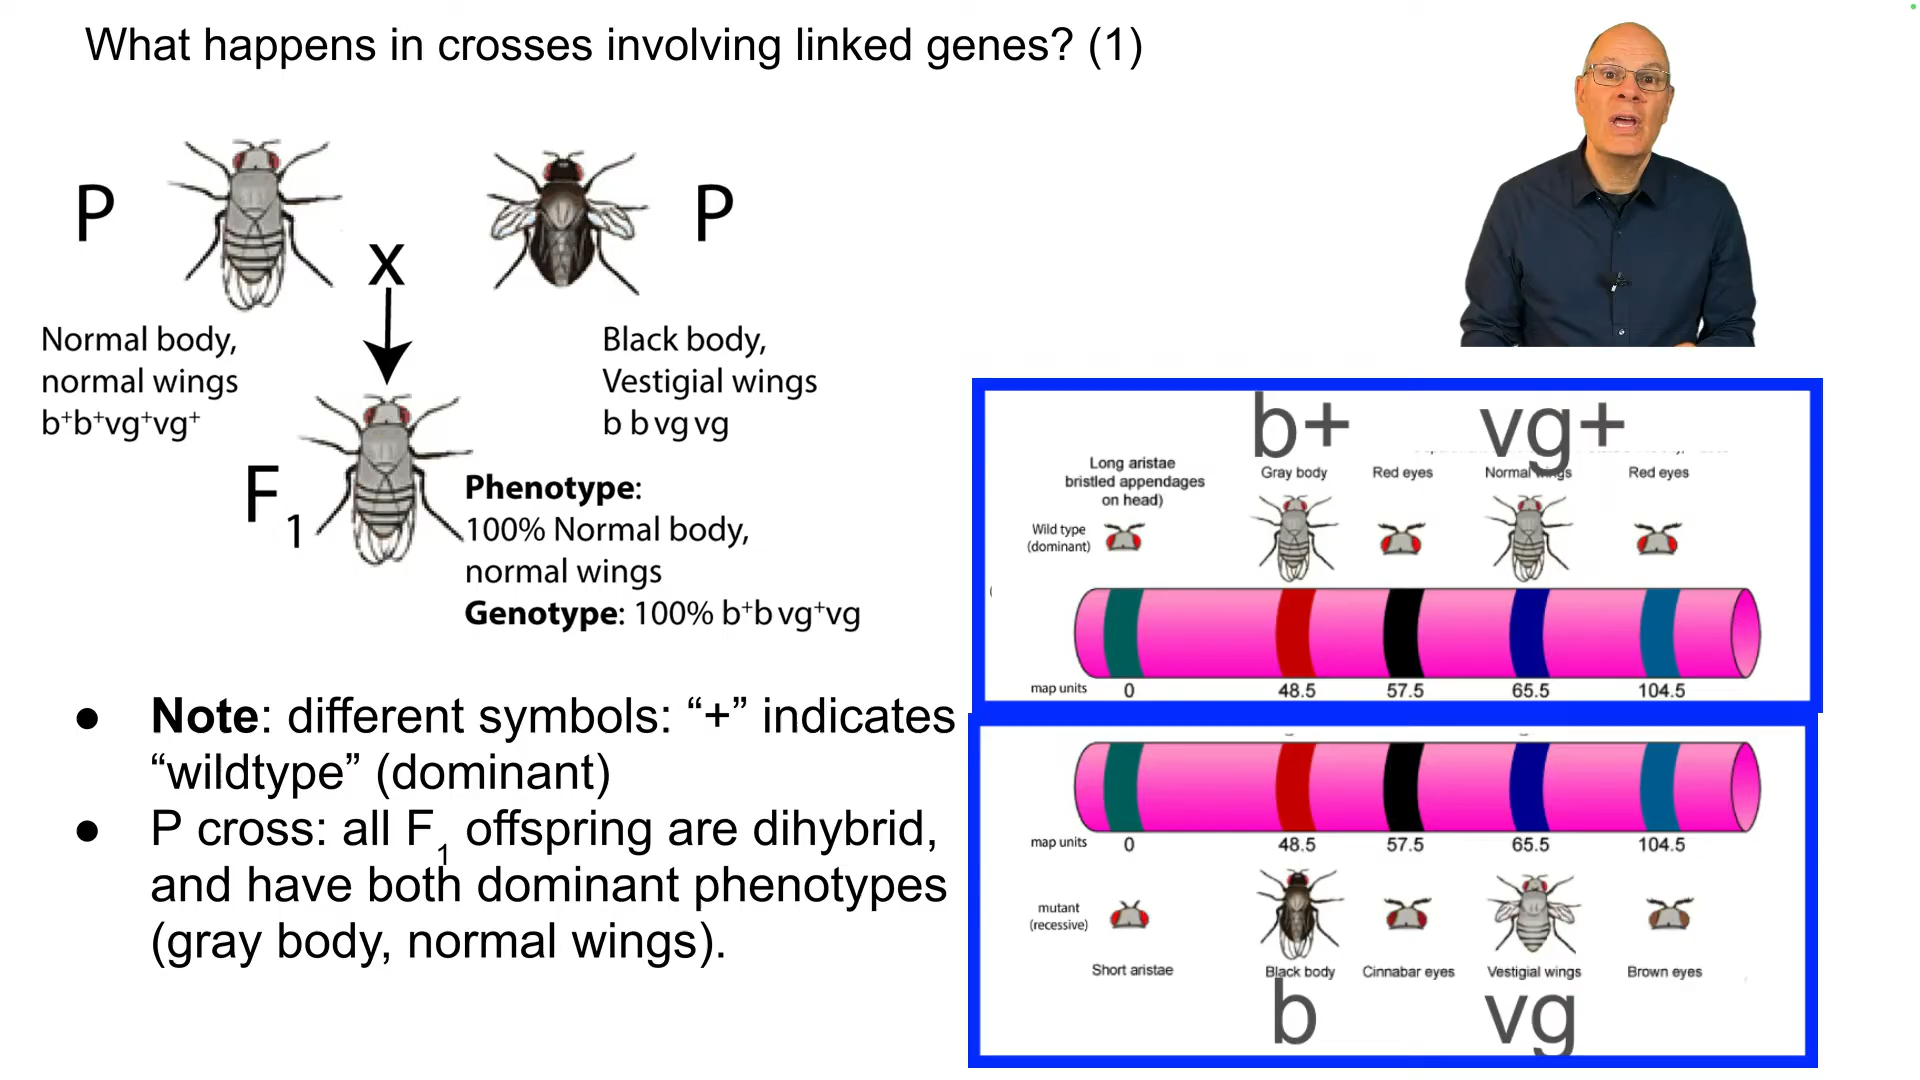 What happens in crosses involving linked genes? (1)
P
X
P
Normal body,
normal wings
b⁺b⁺vg⁺vg⁺
Black body,
Vestigial wings
b b vg vg
F₁
Phenotype:
100% Normal body,
normal wings
Genotype: 100% b⁺b vg⁺vg
● Note: different symbols: “+” indicates
“wildtype” (dominant)
● P cross: all F₁ offspring are dihybrid,
and have both dominant phenotypes
(gray body, normal wings).
b+ vg+
Long aristae
bristled appendages
on head)
Gray body
Red eyes
Normal wings
Red eyes
Wild type
(dominant)
map units 0 48.5 57.5 65.5 104.5
map units 0 48.5 57.5 65.5 104.5
mutant
(recessive)
Short aristae
Black body
Cinnabar eyes
Vestigial wings
Brown eyes
b vg